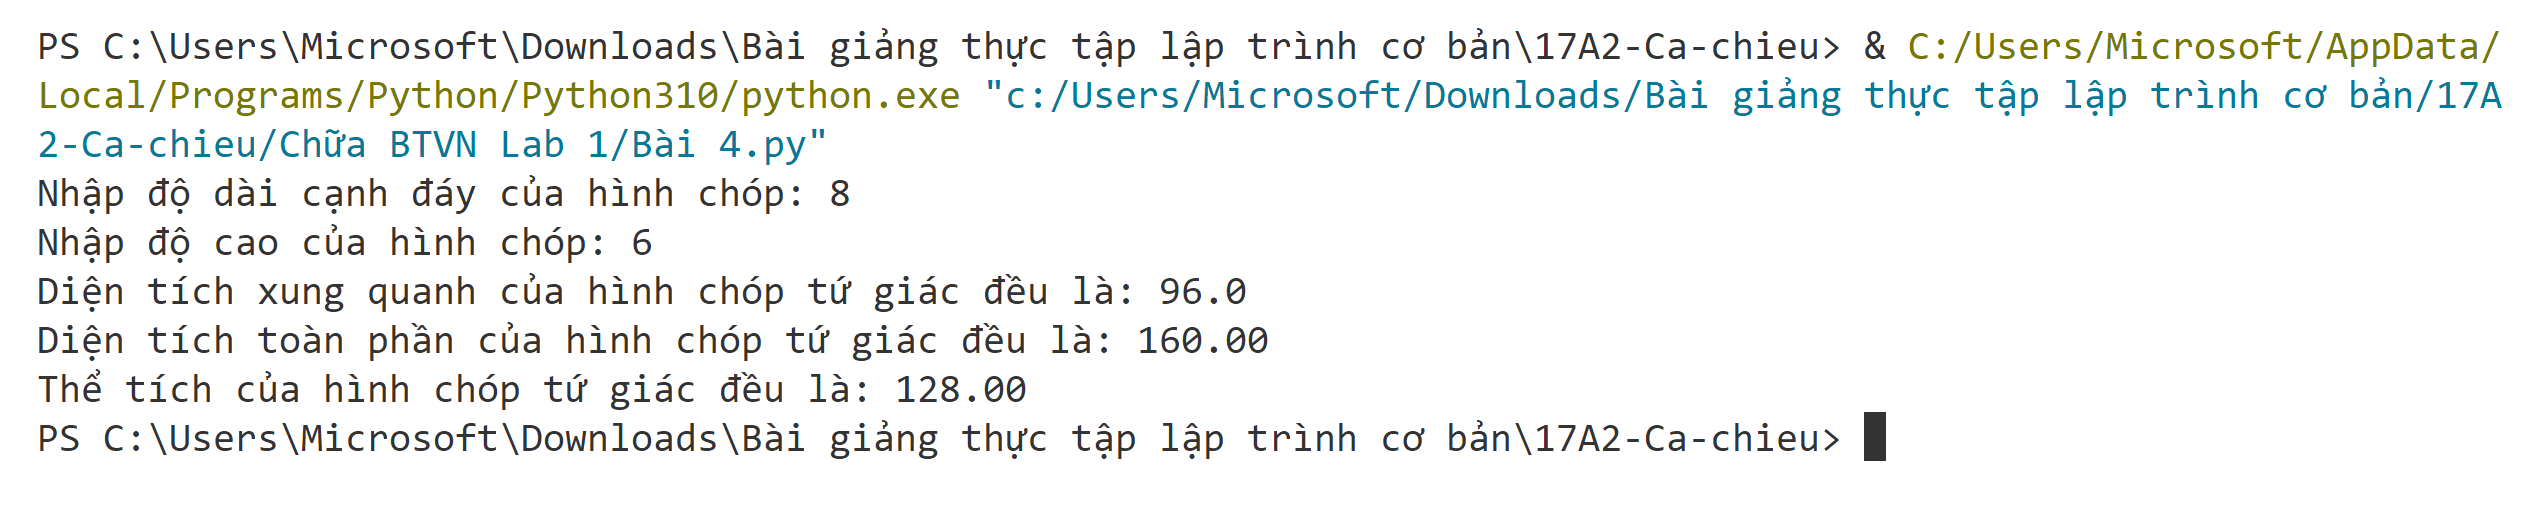 PS C:\Users\Microsoft\Downloads\Bài giảng thực tập lập trình cơ bản\17A2-Ca-chieu> & C:/Users/Microsoft/AppData/
Local/Programs/Python/Python310/python.exe "c:/Users/Microsoft/Downloads/Bài giảng thực tập lập trình cơ bản/17A
2-Ca-chieu/Chữa BTVN Lab 1/Bài 4.py"
Nhập độ dài cạnh đáy của hình chóp: 8
Nhập độ cao của hình chóp: 6
Diện tích xung quanh của hình chóp tứ giác đều là: 96.0
Diện tích toàn phần của hình chóp tứ giác đều là: 160.00
Thể tích của hình chóp tứ giác đều là: 128.00
PS C:\Users\Microsoft\Downloads\Bài giảng thực tập lập trình cơ bản\17A2-Ca-chieu>